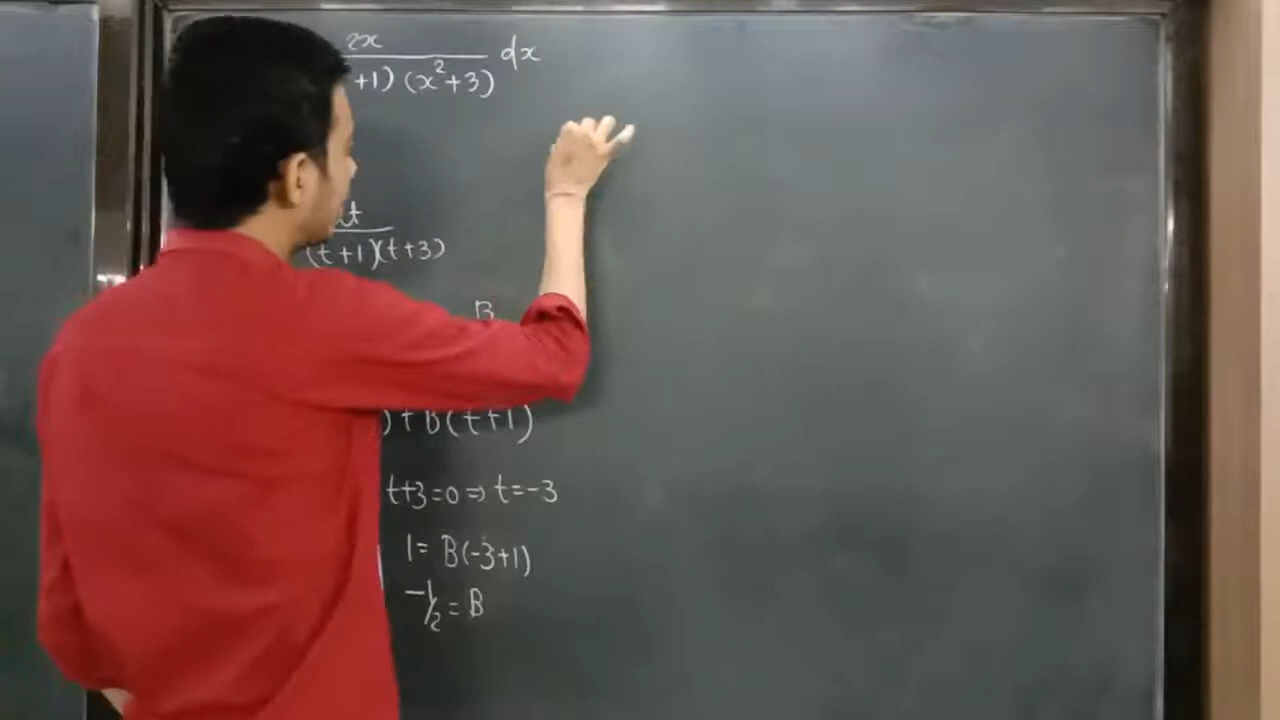 2x dx
+1) (x²+3)
(t+1)(t+3)
B
) + B(t+1)
t+3=0 ⇒ t=-3
1= B(-3+1)
-1/2 = B